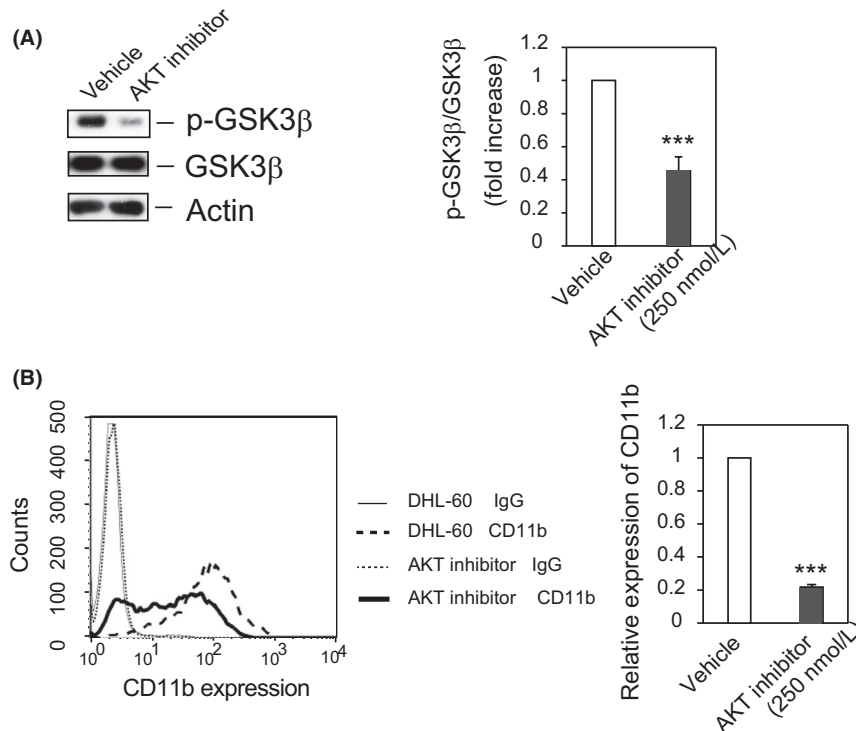 (A)
Vehicle
AKT inhibitor
p-GSK3β
GSK3β
Actin
p-GSK3β/GSK3β
(fold increase)
1.2
1
0.8
0.6
0.4
0.2
0
***
Vehicle
AKT inhibitor
(250 nmol/L)
(B)
Counts
500
400
300
200
100
0
10^0 10^1 10^2 10^3 10^4
CD11b expression
DHL-60 IgG
DHL-60 CD11b
AKT inhibitor IgG
AKT inhibitor CD11b
Relative expression of CD11b
1.2
1
0.8
0.6
0.4
0.2
0
***
Vehicle
AKT inhibitor
(250 nmol/L)